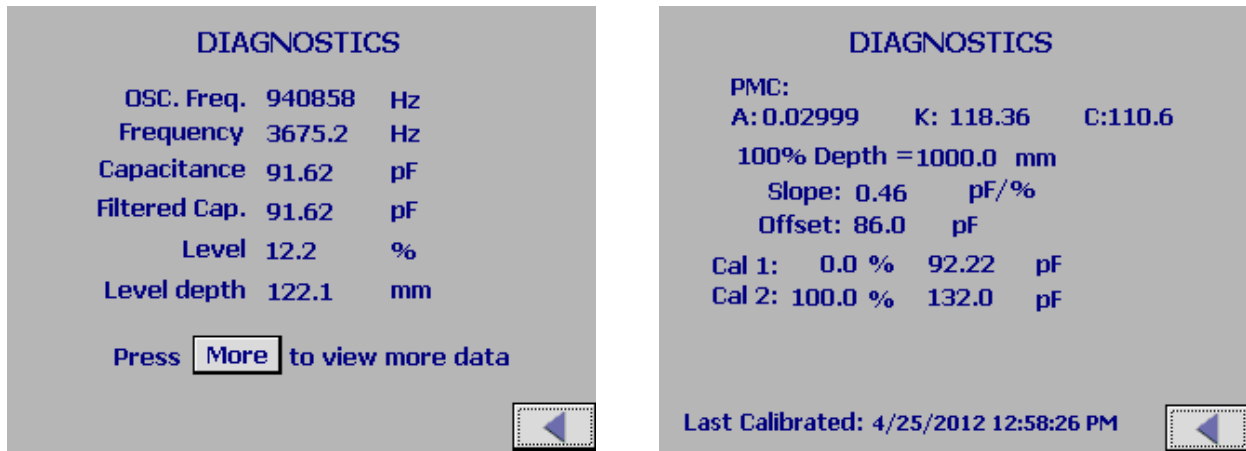 DIAGNOSTICS
OSC. Freq. 940858 Hz
Frequency 3675.2 Hz
Capacitance 91.62 pF
Filtered Cap. 91.62 pF
Level 12.2 %
Level depth 122.1 mm
Press More to view more data
DIAGNOSTICS
PMC:
A: 0.02999 K: 118.36 C:110.6
100% Depth =1000.0 mm
Slope: 0.46 pF/%
Offset: 86.0 pF
Cal 1: 0.0 % 92.22 pF
Cal 2: 100.0 % 132.0 pF
Last Calibrated: 4/25/2012 12:58:26 PM